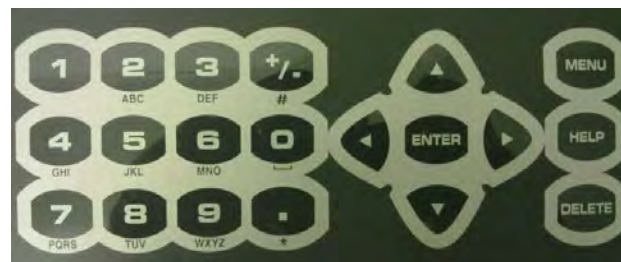 1 2 3 +/- MENU
ABC DEF #
4 5 6 0 ENTER HELP
GHI JKL MNO ⎵
7 8 9 . DELETE
PQRS TUV WXYZ *